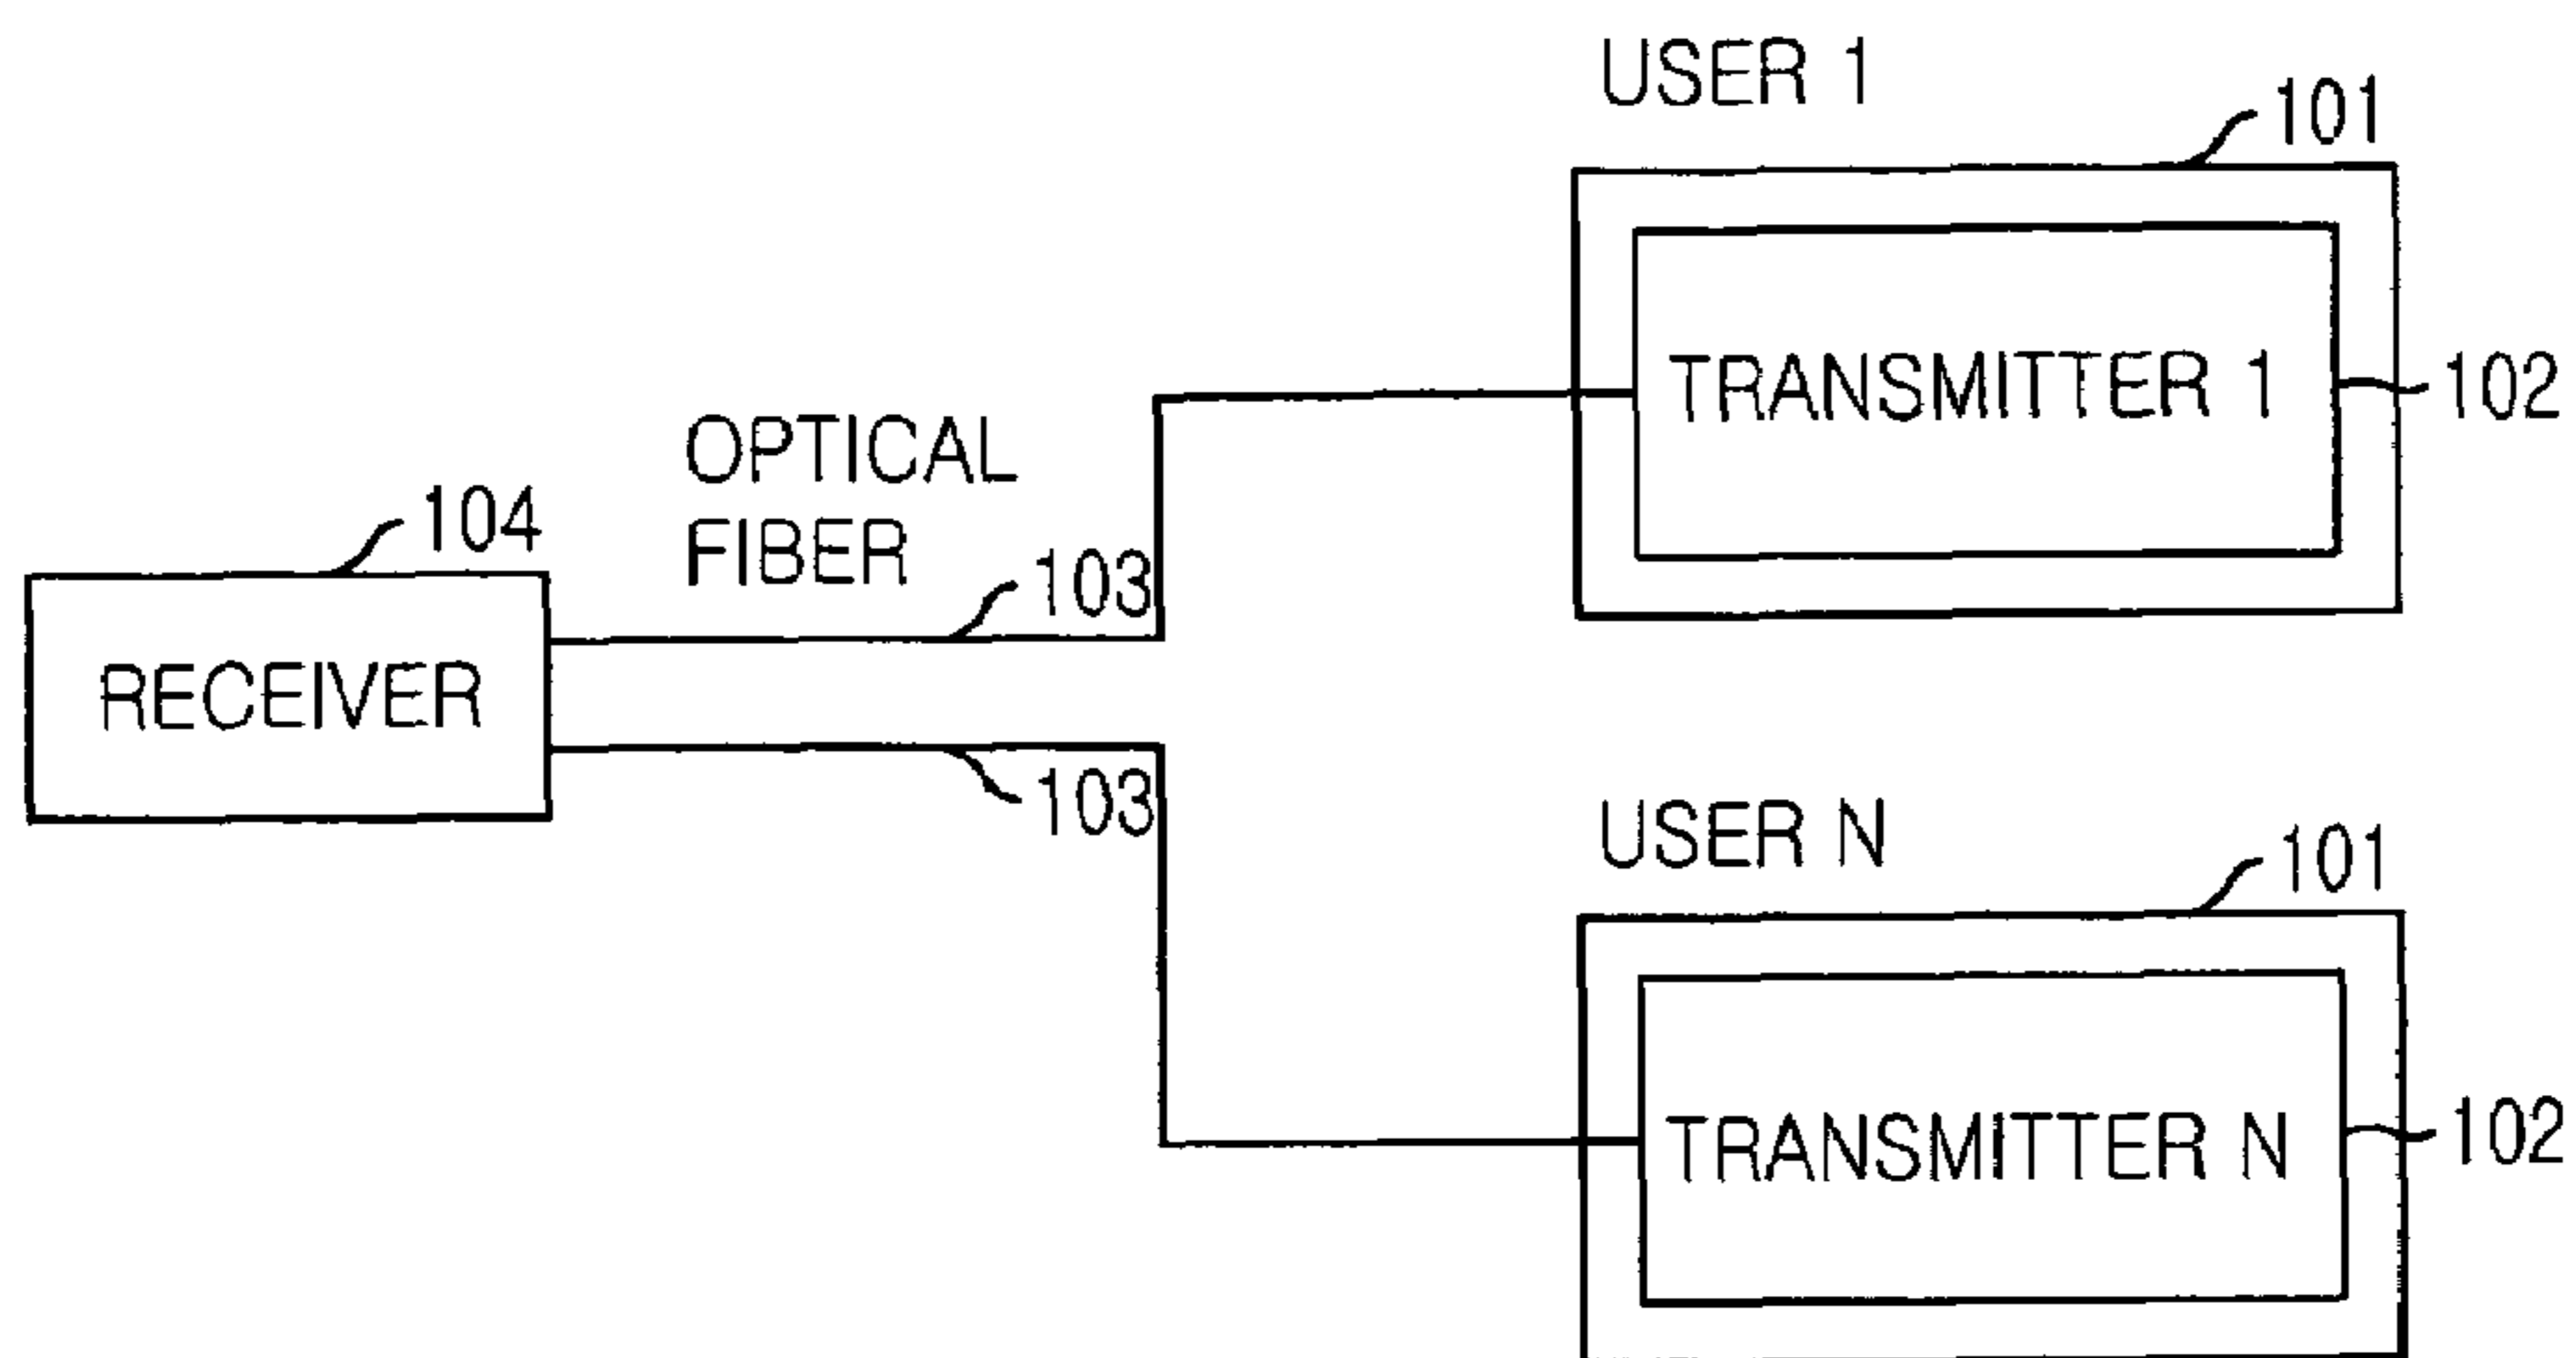 USER 1
101
TRANSMITTER 1
102
OPTICAL
FIBER
104
103
RECEIVER
103
USER N
101
TRANSMITTER N
102